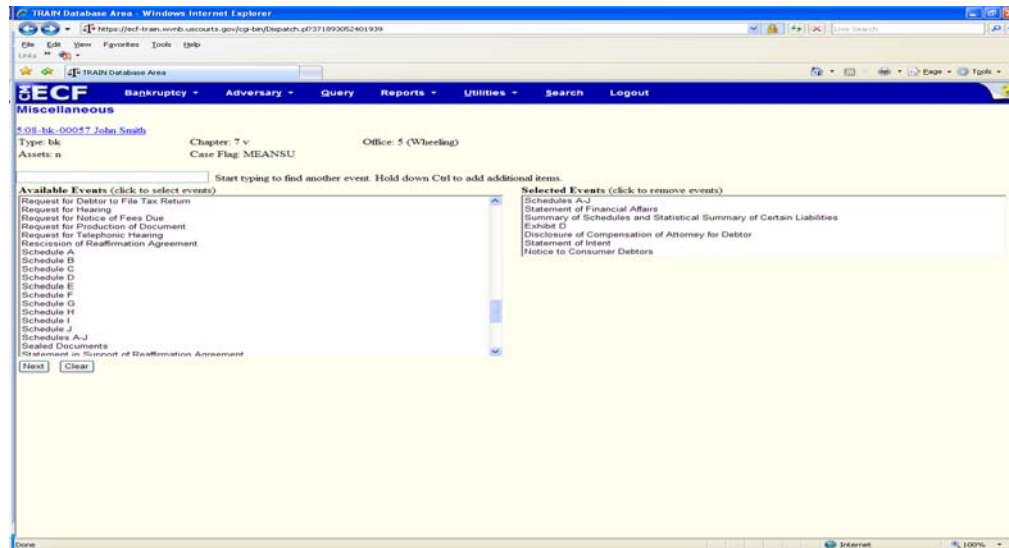 TRAIN Database Area - Windows Internet Explorer
https://ecf-train.wvnb.uscourts.gov/cgi-bin/Dispatch.pl?371893052401939
Live Search
File Edit View Favorites Tools Help
Links
TRAIN Database Area
Page Tools
ECF Bankruptcy Adversary Query Reports Utilities Search Logout
Miscellaneous
5:08-bk-00057 John Smith
Type: bk Chapter: 7 v Office: 5 (Wheeling)
Assets: n Case Flag: MEANSU
Start typing to find another event. Hold down Ctrl to add additional items.
Available Events (click to select events)
Request for Debtor to File Tax Return
Request for Hearing
Request for Notice of Fees Due
Request for Production of Document
Request for Telephonic Hearing
Rescission of Reaffirmation Agreement
Schedule A
Schedule B
Schedule C
Schedule D
Schedule E
Schedule F
Schedule G
Schedule H
Schedule I
Schedule J
Schedules A-J
Sealed Documents
Statement in Support of Reaffirmation Agreement
Selected Events (click to remove events)
Schedules A-J
Statement of Financial Affairs
Summary of Schedules and Statistical Summary of Certain Liabilities
Exhibit D
Disclosure of Compensation of Attorney for Debtor
Statement of Intent
Notice to Consumer Debtors
Next Clear
Done Internet 100%